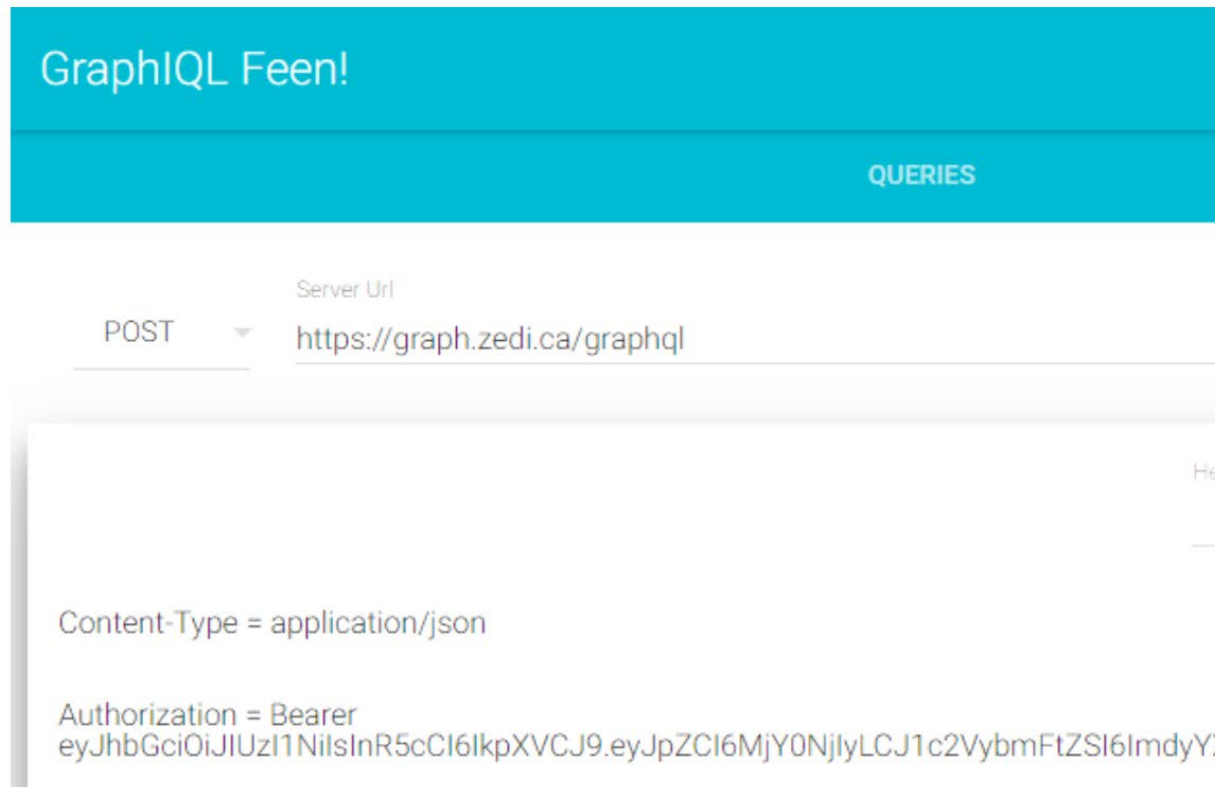 GraphIQL Feen!
QUERIES
Server Url
POST
https://graph.zedi.ca/graphql
He
Content-Type = application/json
Authorization = Bearer
eyJhbGciOiJIUzI1NiIsInR5cCI6IkpXVCJ9.eyJpZCI6MjY0NjIyLCJ1c2VybmFtZSI6ImdyY